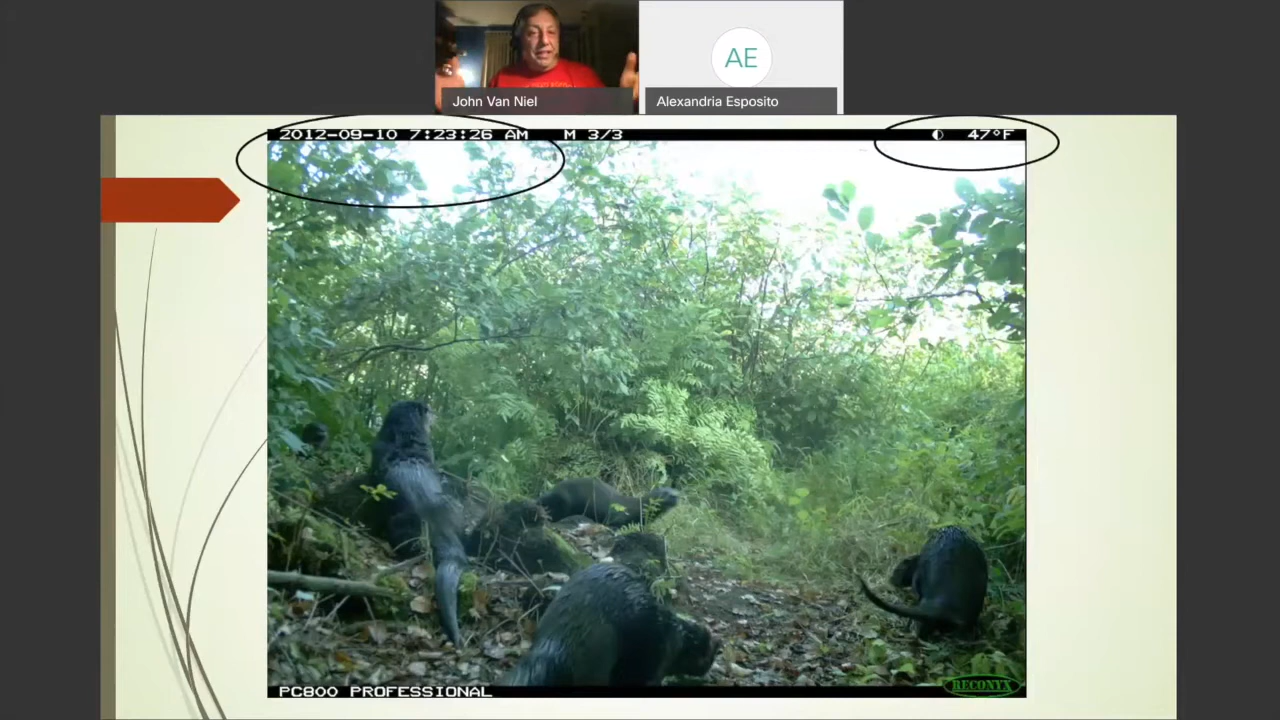 AE
John Van Niel
Alexandria Esposito
2012-09-10 7:23:26 AM M 3/3 47°F
PC800 PROFESSIONAL
RECONYX